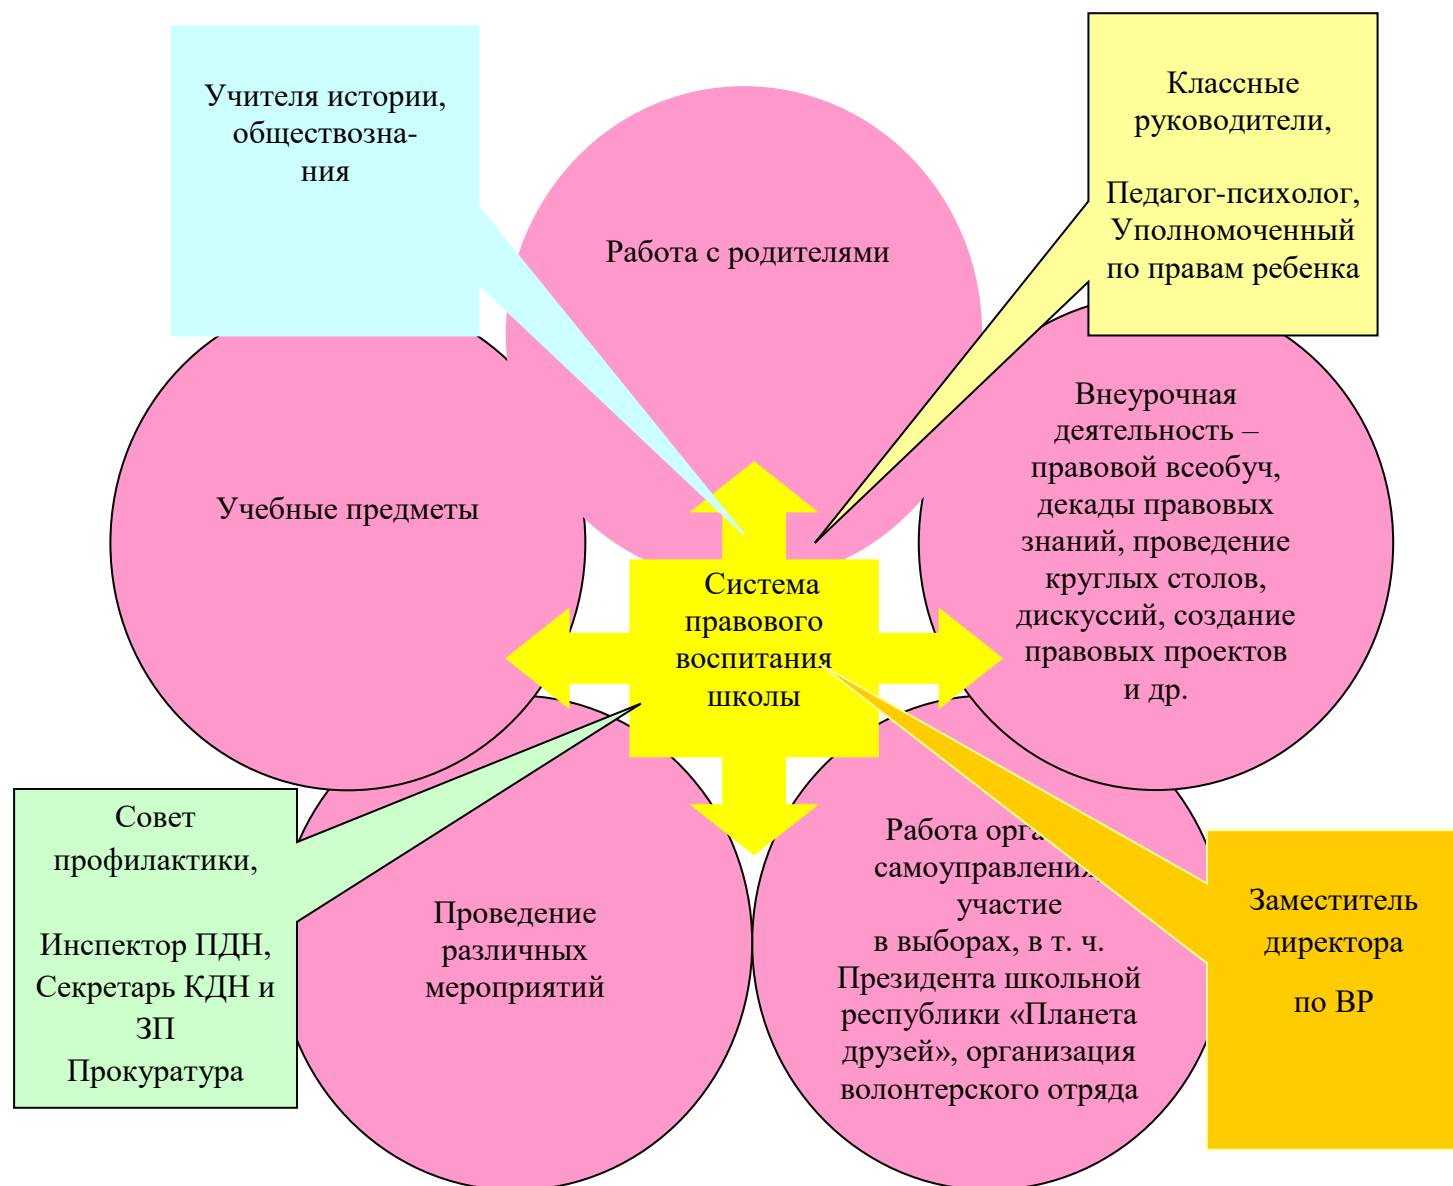 Учителя истории,
обществозна-
ния
Классные
руководители,
Педагог-психолог,
Уполномоченный
по правам ребенка
Работа с родителями
Учебные предметы
Внеурочная
деятельность –
правовой всеобуч,
декады правовых
знаний, проведение
круглых столов,
дискуссий, создание
правовых проектов
и др.
Система
правового
воспитания
школы
Совет
профилактики,
Инспектор ПДН,
Секретарь КДН и
ЗП
Прокуратура
Проведение
различных
мероприятий
Работа
самоуправления,
участие
в выборах, в т. ч.
Президента школьной
республики «Планета
друзей», организация
волонтерского отряда
Заместитель
директора
по ВР